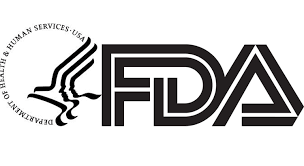 DEPARTMENT OF HEALTH & HUMAN SERVICES·USA
FDA